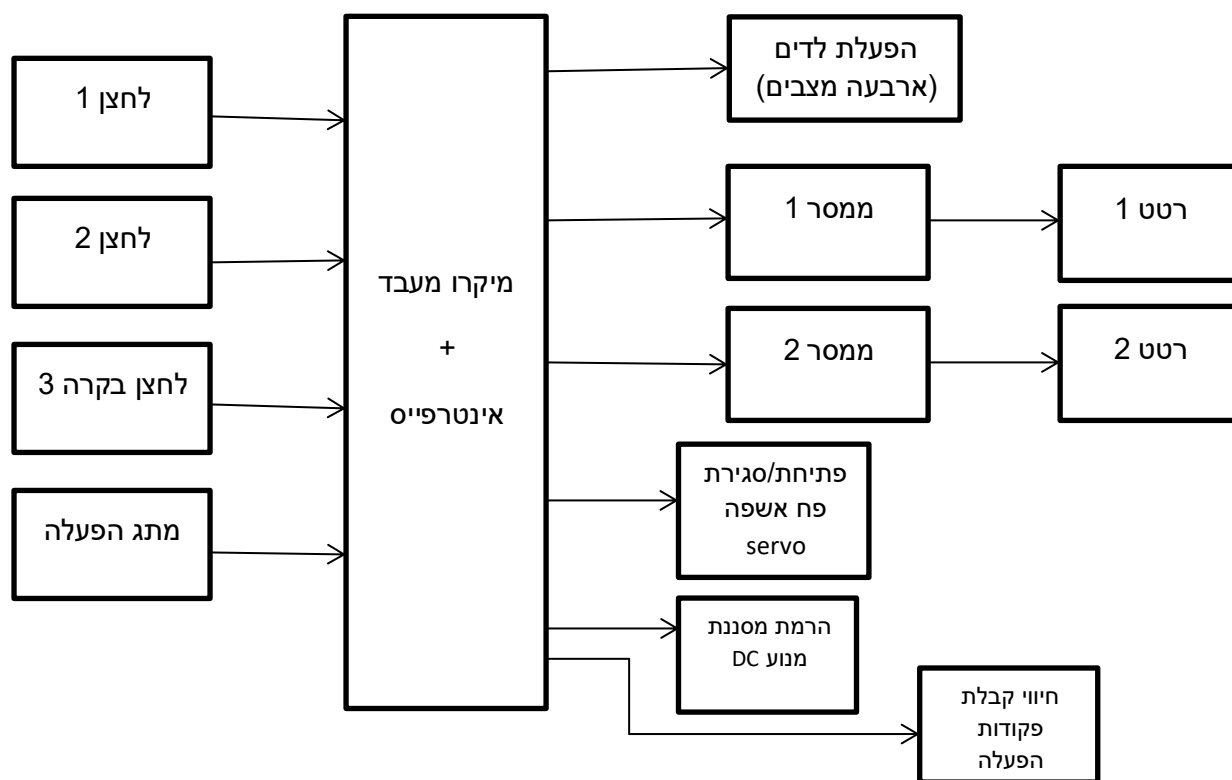 לחצן 1
לחצן 2
לחצן בקרה 3
מתג הפעלה
מיקרו מעבד
+
אינטרפייס
הפעלת לדים
(ארבעה מצבים)
ממסר 1
רטט 1
ממסר 2
רטט 2
פתיחת/סגירת
פח אשפה
servo
הרמת מסננת
מנוע DC
חיווי קבלת
פקודות
הפעלה